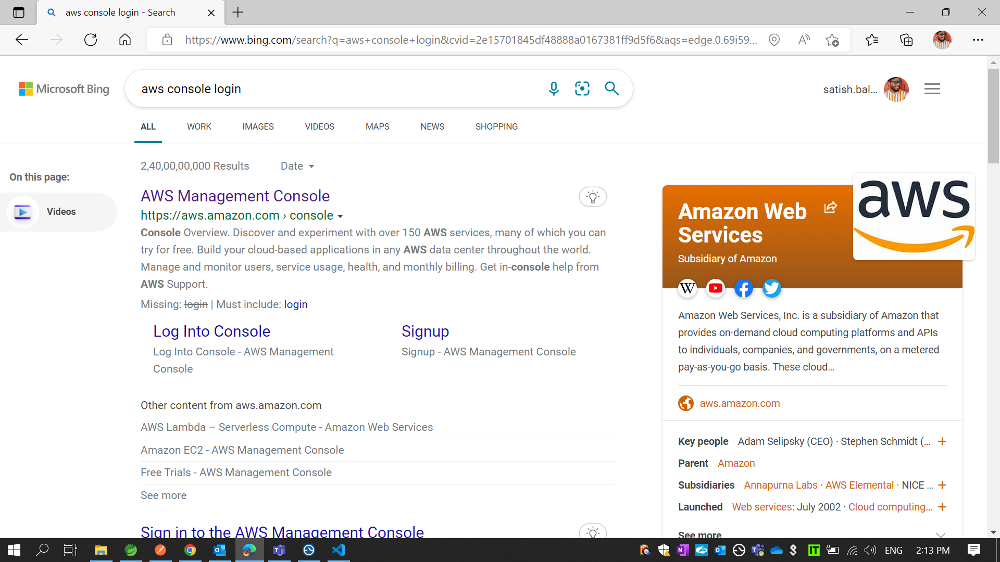 aws console login - Search
https://www.bing.com/search?q=aws+console+login&cvid=2e15701845df48888a0167381ff9d5f6&aqs=edge.0.69i59...
Microsoft Bing
aws console login
satish.bal...
ALL WORK IMAGES VIDEOS MAPS NEWS SHOPPING
2,40,00,00,000 Results Date
On this page:
Videos
AWS Management Console
https://aws.amazon.com › console
Console Overview. Discover and experiment with over 150 AWS services, many of which you can
try for free. Build your cloud-based applications in any AWS data center throughout the world.
Manage and monitor users, service usage, health, and monthly billing. Get in-console help from
AWS Support.
Missing: login | Must include: login
Log Into Console
Log Into Console - AWS Management
Console
Signup
Signup - AWS Management Console
Other content from aws.amazon.com
AWS Lambda – Serverless Compute - Amazon Web Services
Amazon EC2 - AWS Management Console
Free Trials - AWS Management Console
See more
Sign in to the AWS Management Console
Amazon Web
Services
Subsidiary of Amazon
aws
W
Amazon Web Services, Inc. is a subsidiary of Amazon that
provides on-demand cloud computing platforms and APIs
to individuals, companies, and governments, on a metered
pay-as-you-go basis. These cloud...
aws.amazon.com
Key people Adam Selipsky (CEO) · Stephen Schmidt (...
Parent Amazon
Subsidiaries Annapurna Labs · AWS Elemental · NICE ...
Launched Web services: July 2002 · Cloud computing...
See more
ENG 2:13 PM